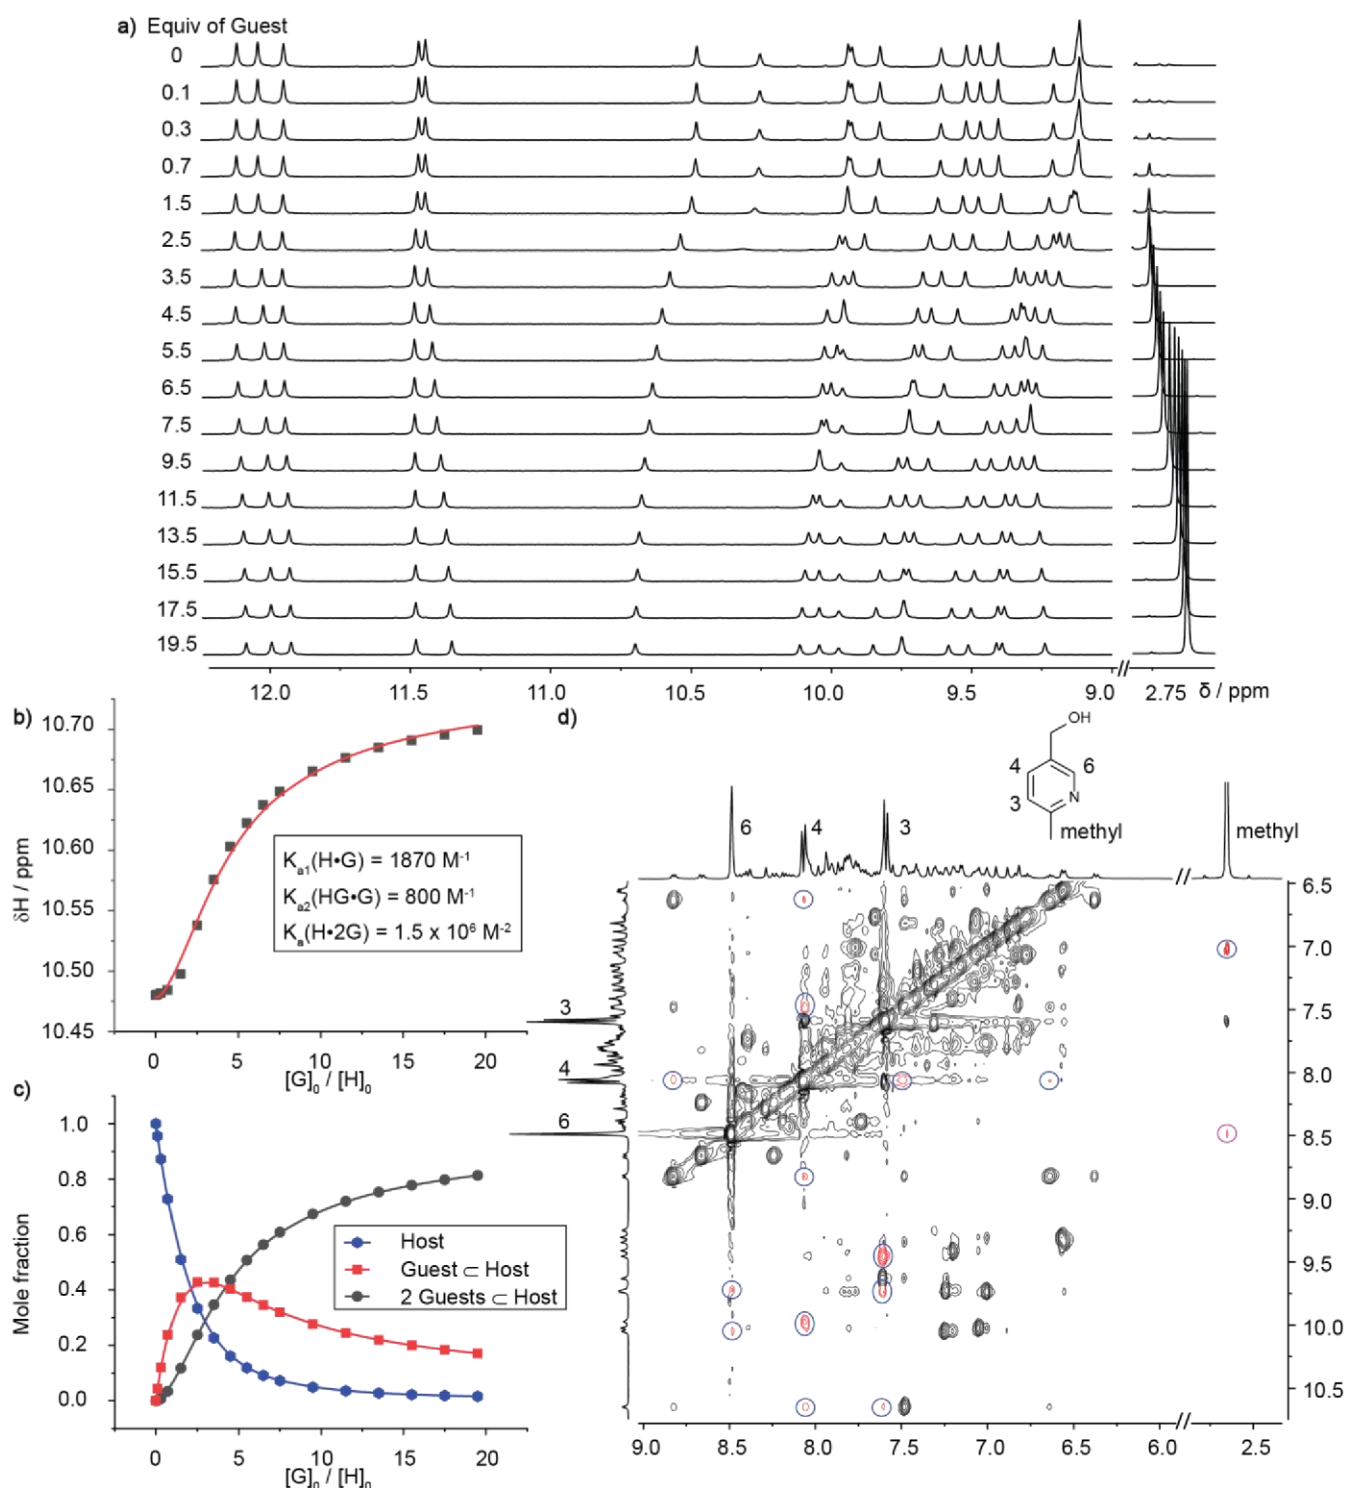 a) Equiv of Guest
0
0.1
0.3
0.7
1.5
2.5
3.5
4.5
5.5
6.5
7.5
9.5
11.5
13.5
15.5
17.5
19.5
12.0 11.5 11.0 10.5 10.0 9.5 9.0 2.75 δ / ppm
b)
10.70
10.65
10.60
10.55
10.50
10.45
δH / ppm
Kₐ₁(H•G) = 1870 M⁻¹
Kₐ₂(HG•G) = 800 M⁻¹
Kₐ(H•2G) = 1.5 x 10⁶ M⁻²
0 5 10 15 20
[G]₀ / [H]₀
c)
1.0
0.8
0.6
0.4
0.2
0.0
Mole fraction
Host
Guest ⊂ Host
2 Guests ⊂ Host
0 5 10 15 20
[G]₀ / [H]₀
d)
OH
4 6
3 N
methyl
6 4 3 methyl
3
4
6
6.5
7.0
7.5
8.0
8.5
9.0
9.5
10.0
10.5
9.0 8.5 8.0 7.5 7.0 6.5 6.0 2.5